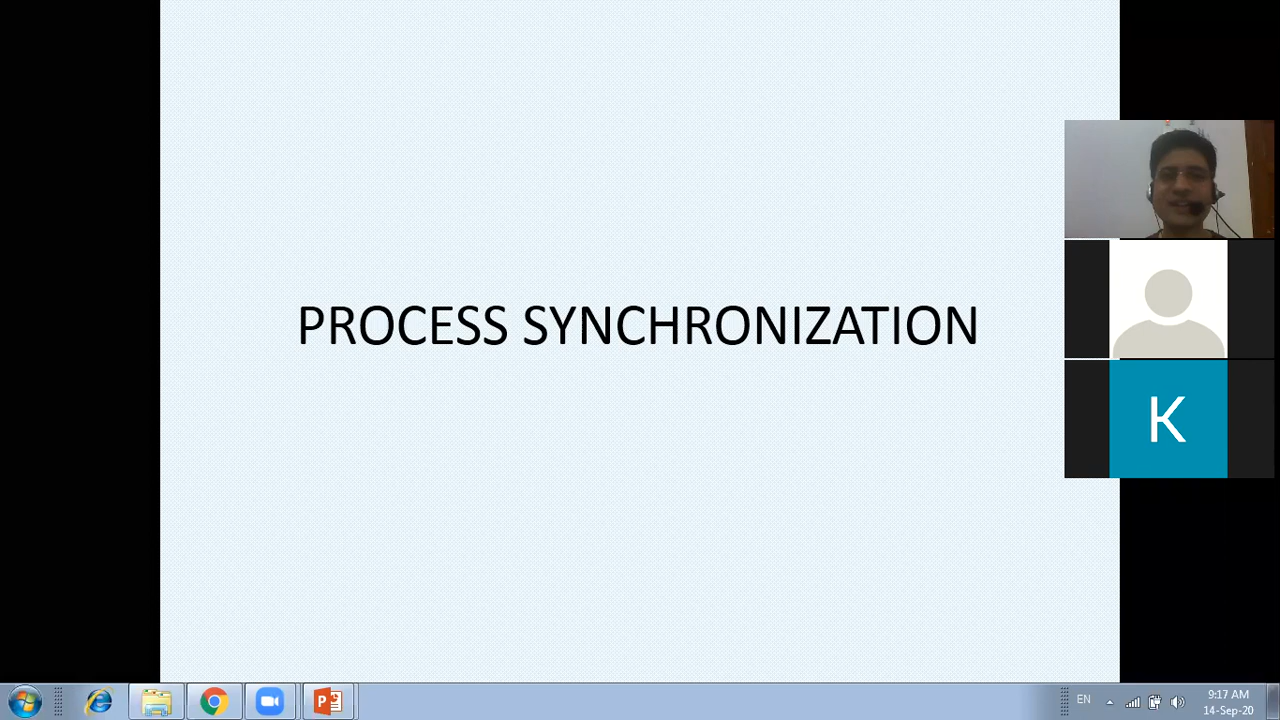 PROCESS SYNCHRONIZATION
K
EN
9:17 AM
14-Sep-20